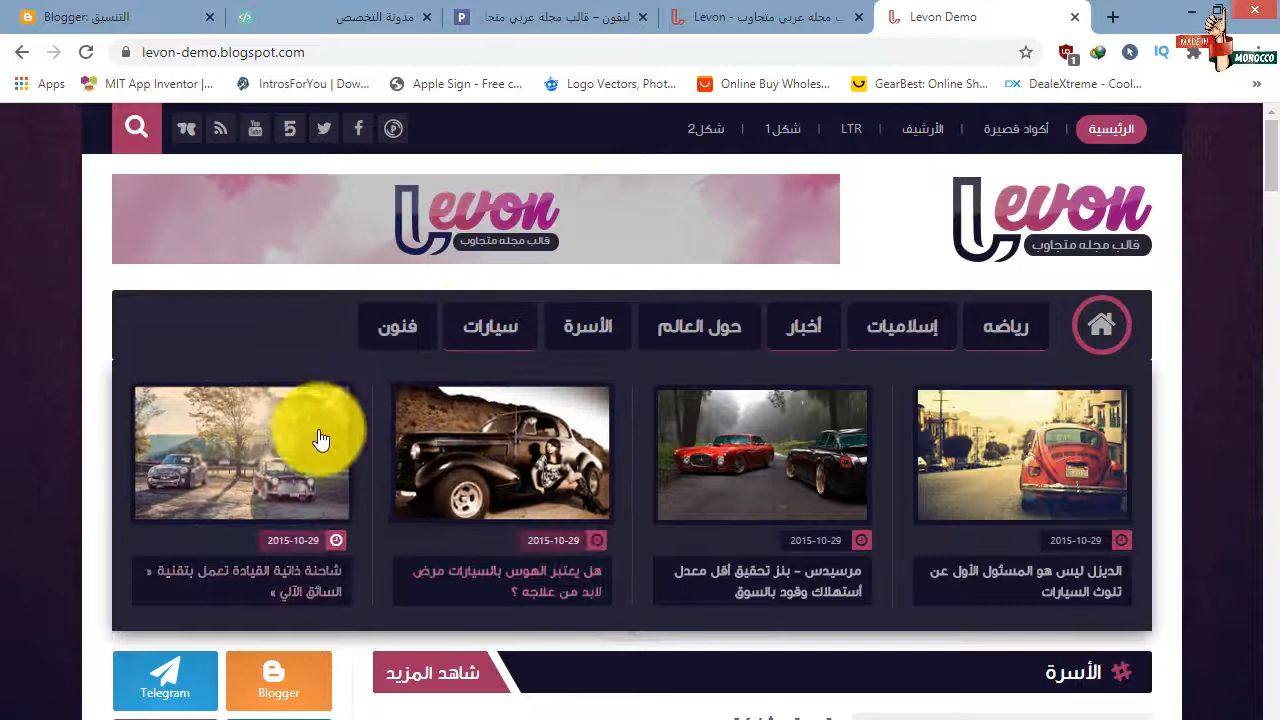 Blogger: التنسيق
مدونة التخصص
ليڤون – قالب مجله عربي متجا
Levon - ب مجله عربي متجاوب
Levon Demo
levon-demo.blogspot.com
MADE IN
MOROCCO
Apps
MIT App Inventor |...
IntrosForYou | Dow...
Apple Sign - Free c...
Logo Vectors, Phot...
Online Buy Wholes...
GearBest: Online Sh...
DealeXtreme - Cool...
الرئيسية
أكواد قصيرة
الأرشيف
LTR
شكل1
شكل2
Levon
قالب مجله متجاوب
Levon
قالب مجله متجاوب
رياضه
إسلاميات
أخبار
حول العالم
الأسرة
سيارات
فنون
2015-10-29
2015-10-29
2015-10-29
2015-10-29
الديزل ليس هو المسئول الأول عن
تلوث السيارات
مرسيدس – بنز تحقيق أقل معدل
أستهلاك وقود بالسوق
هل يعتبر الهوس بالسيارات مرض
لابد من علاجه ؟
شاحنة ذاتية القيادة تعمل بتقنية «
السائق الآلي »
الأسرة
شاهد المزيد
Telegram
Blogger